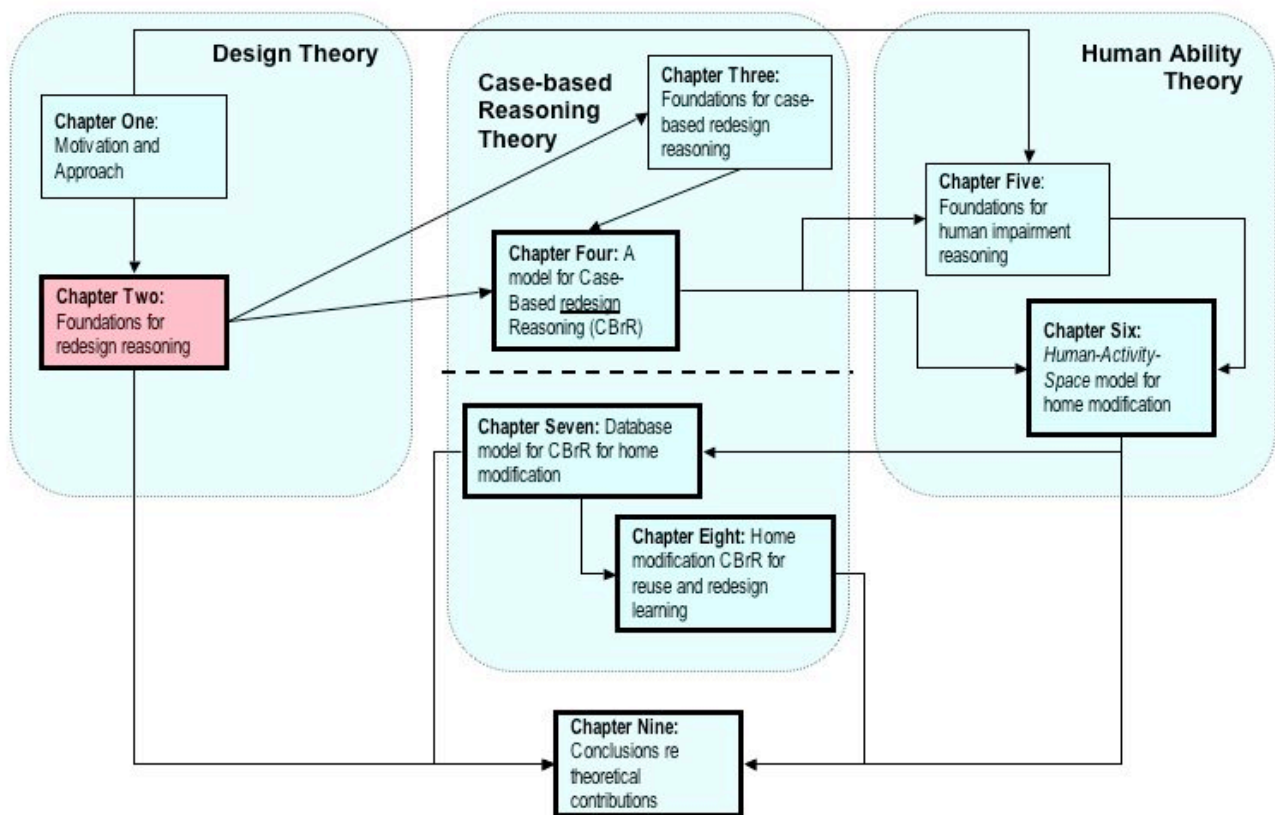 Design Theory
Chapter One:
Motivation and
Approach
Chapter Two:
Foundations for
redesign reasoning
Case-based
Reasoning
Theory
Chapter Three:
Foundations for case-
based redesign
reasoning
Chapter Four: A
model for Case-
Based redesign
Reasoning (CBrR)
Human Ability
Theory
Chapter Five:
Foundations for
human impairment
reasoning
Chapter Six:
Human-Activity-
Space model for
home modification
Chapter Seven: Database
model for CBrR for home
modification
Chapter Eight: Home
modification CBrR for
reuse and redesign
learning
Chapter Nine:
Conclusions re
theoretical
contributions